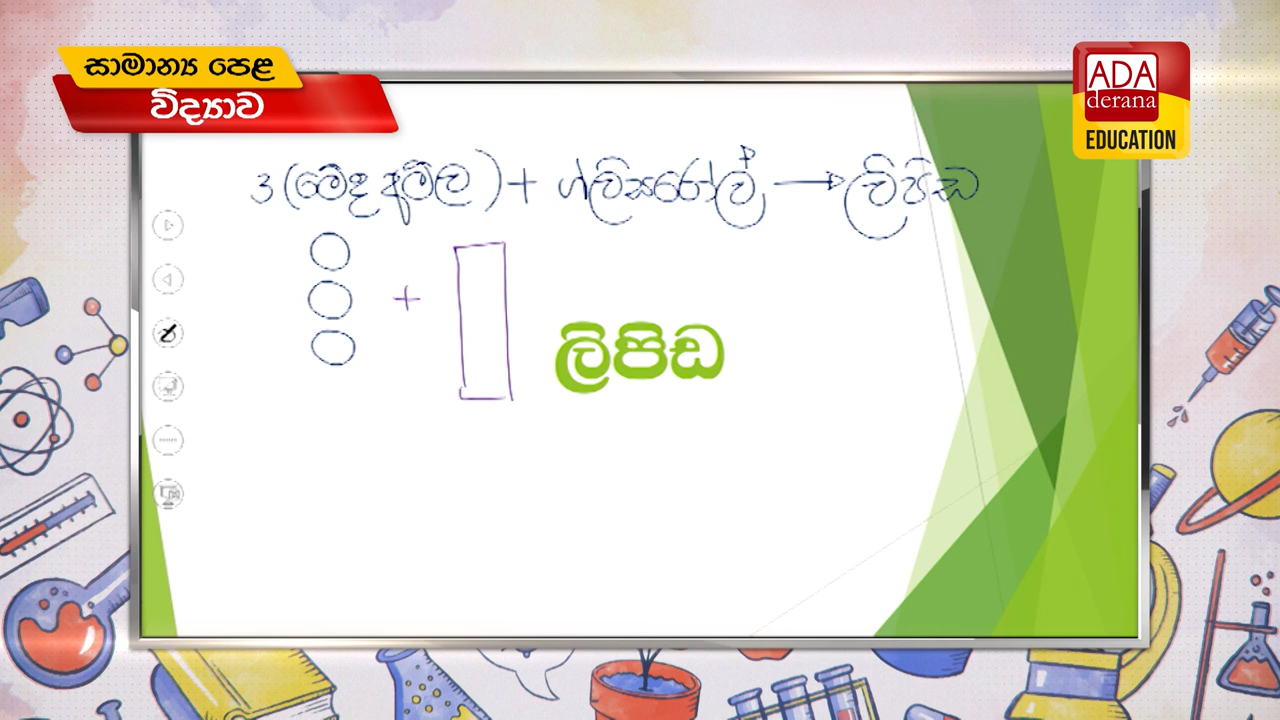 සාමාන්‍ය පෙළ
විද්‍යාව
ADA
derana
EDUCATION
3 (මේද අම්ල) + ග්ලිසරෝල් → ලිපිඩ
+
ලිපිඩ